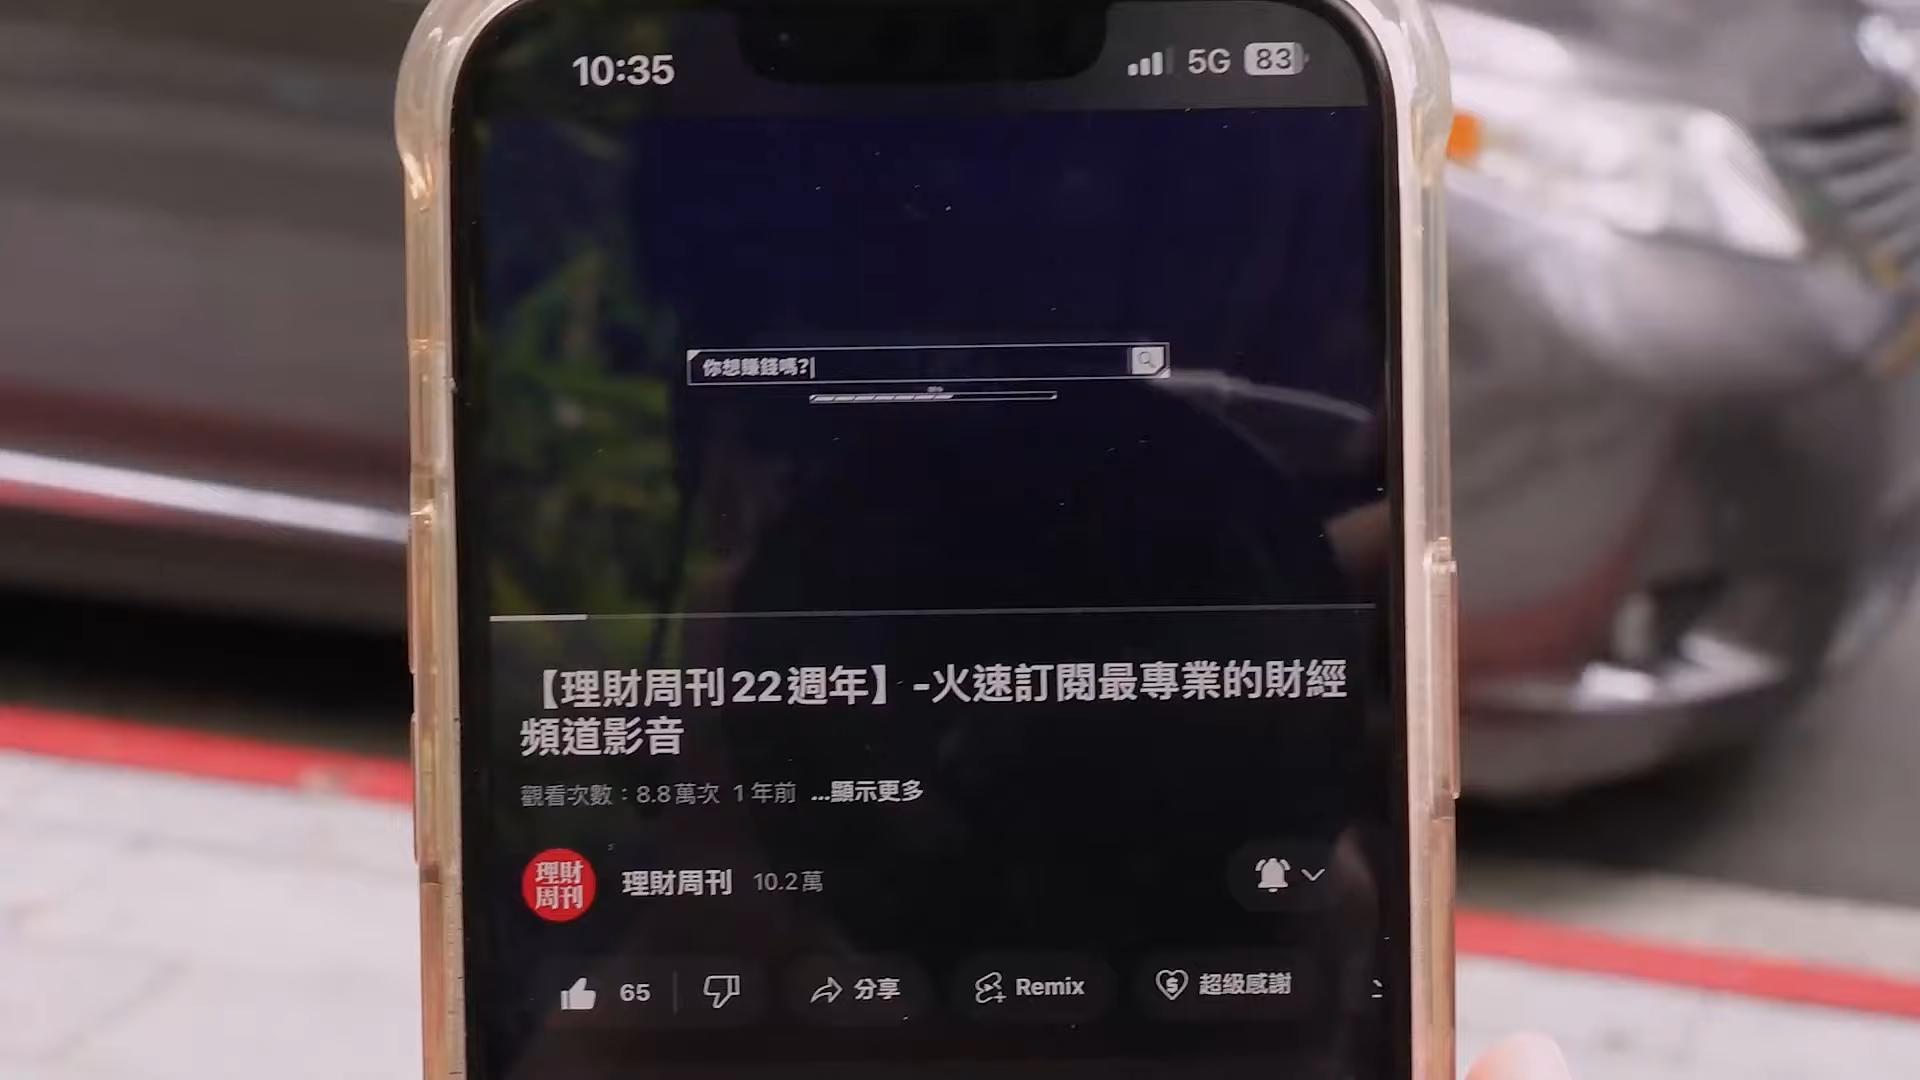 10:35
5G 83
你想賺錢嗎?
【理財周刊22週年】-火速訂閱最專業的財經
頻道影音
觀看次數：8.8萬次 1年前 ...顯示更多
理財
周刊
理財周刊 10.2萬
65 分享 Remix 超級感謝